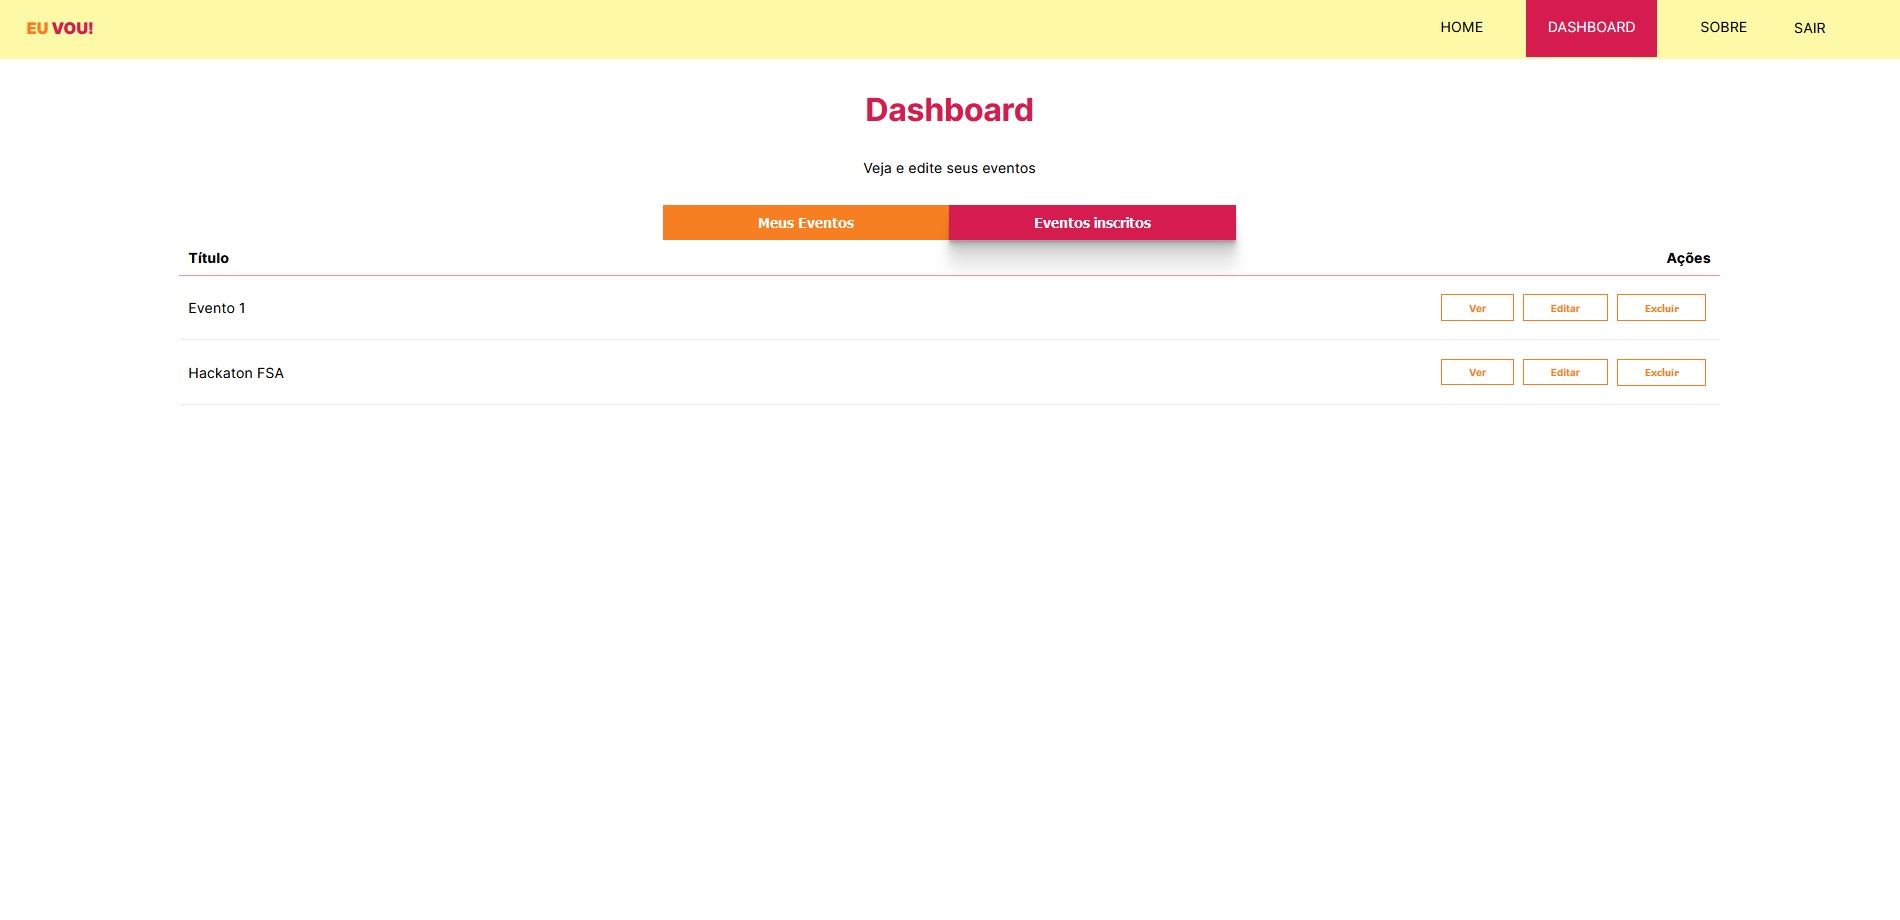 EU VOU!
HOME DASHBOARD SOBRE SAIR
Dashboard
Veja e edite seus eventos
Meus Eventos Eventos inscritos
Título Ações
Evento 1 Ver Editar Excluir
Hackaton FSA Ver Editar Excluir